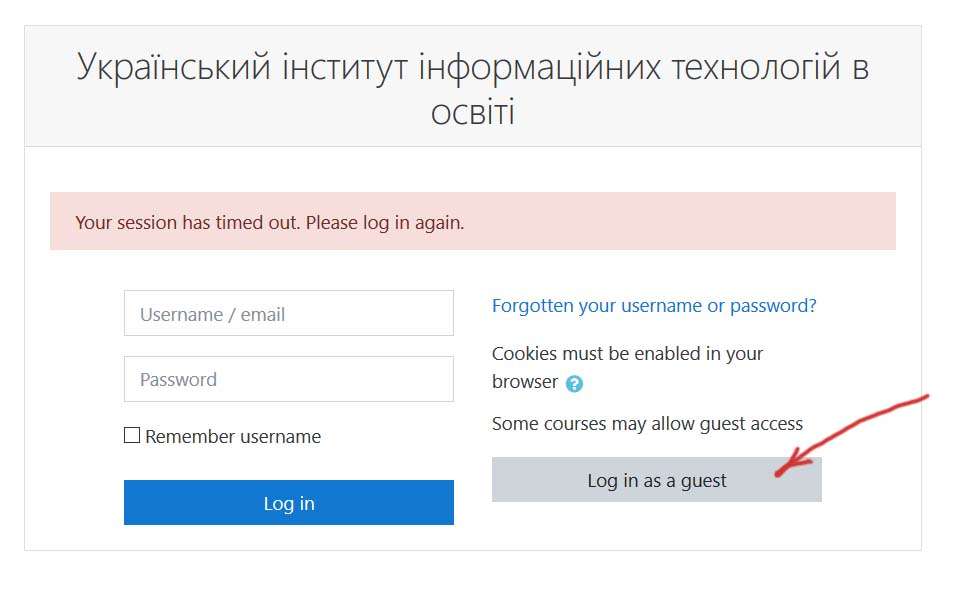 Український інститут інформаційних технологій в
освіті
Your session has timed out. Please log in again.
Username / email
Password
Remember username
Log in
Forgotten your username or password?
Cookies must be enabled in your
browser ?
Some courses may allow guest access
Log in as a guest